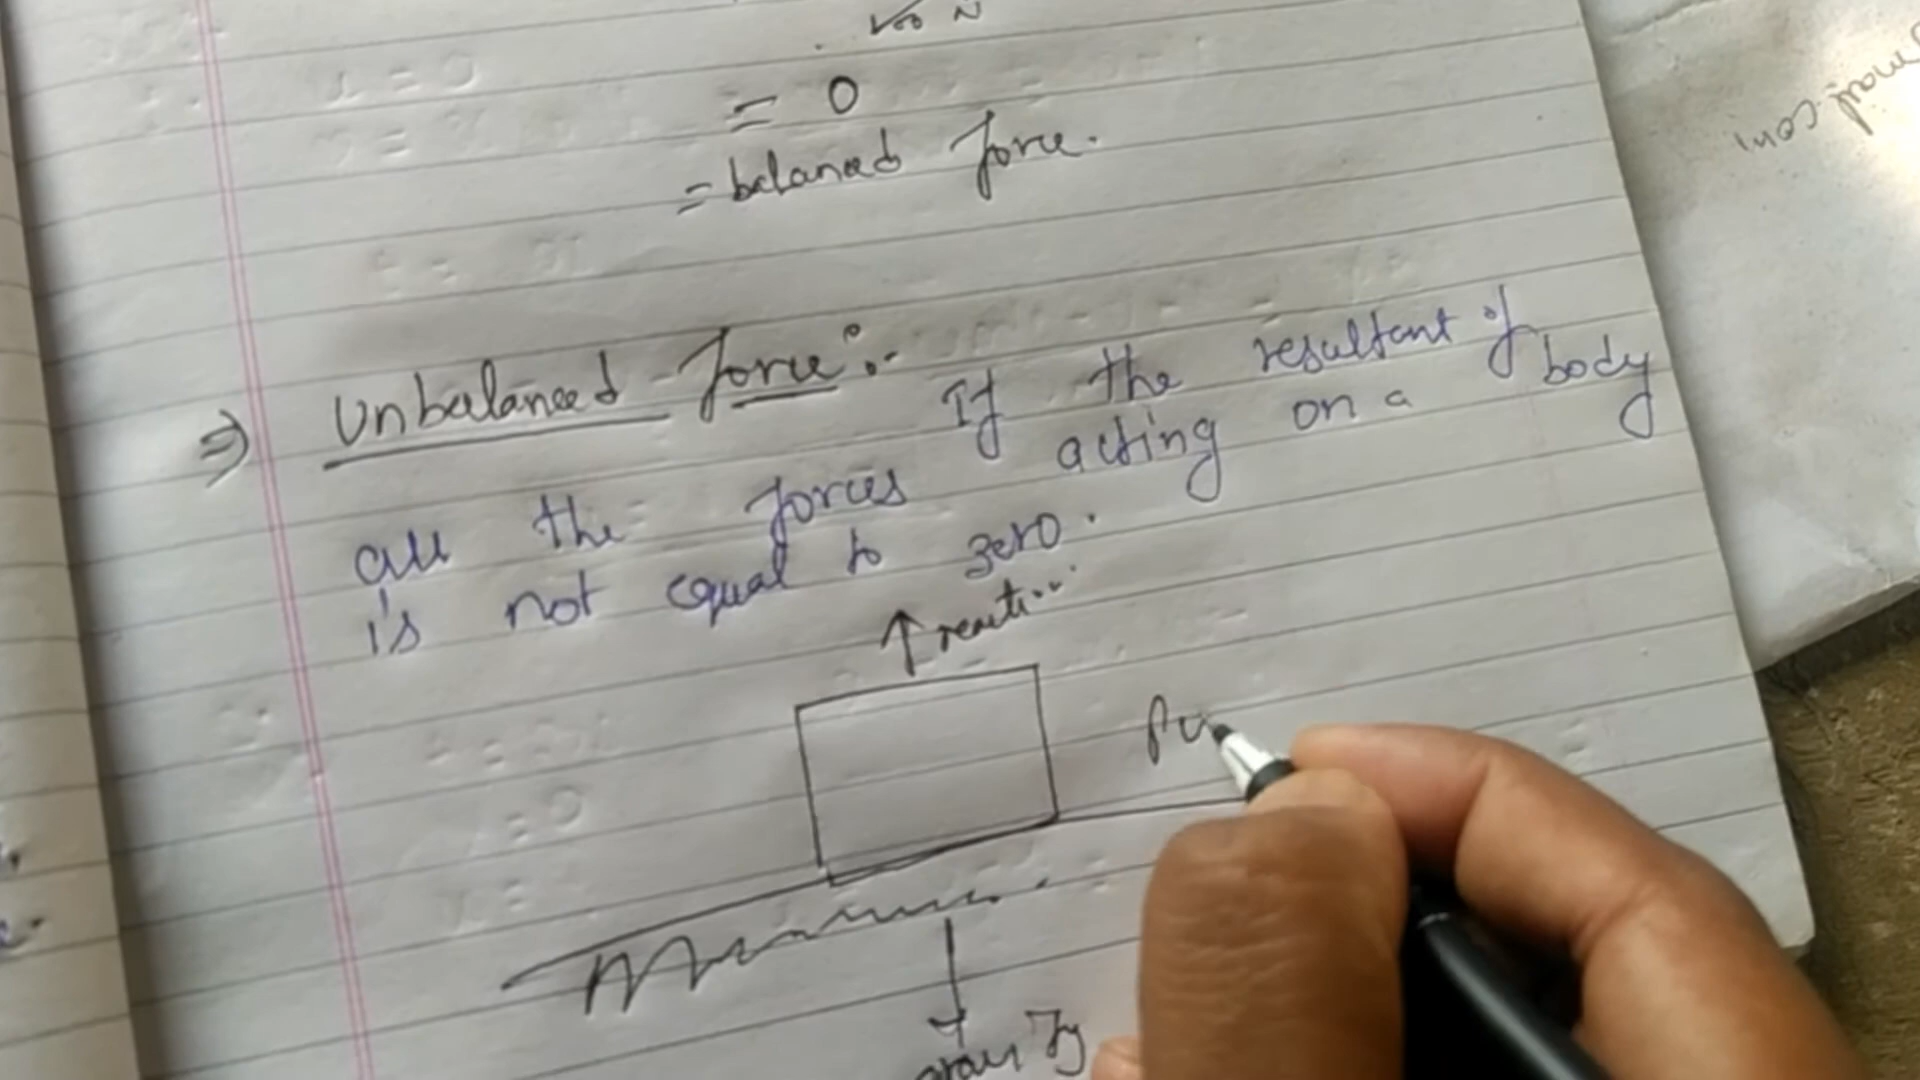 = 0
= balanced force.
⇒ Unbalanced force :- If the resultant of
all the forces acting on a body
is not equal to zero.
↑ reacti...
Pu
gravity